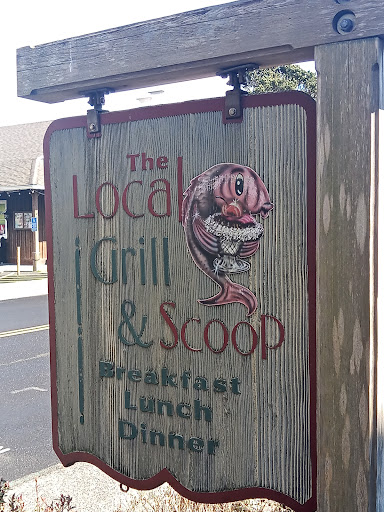 The
Local
Grill
& Scoop
Breakfast
Lunch
Dinner